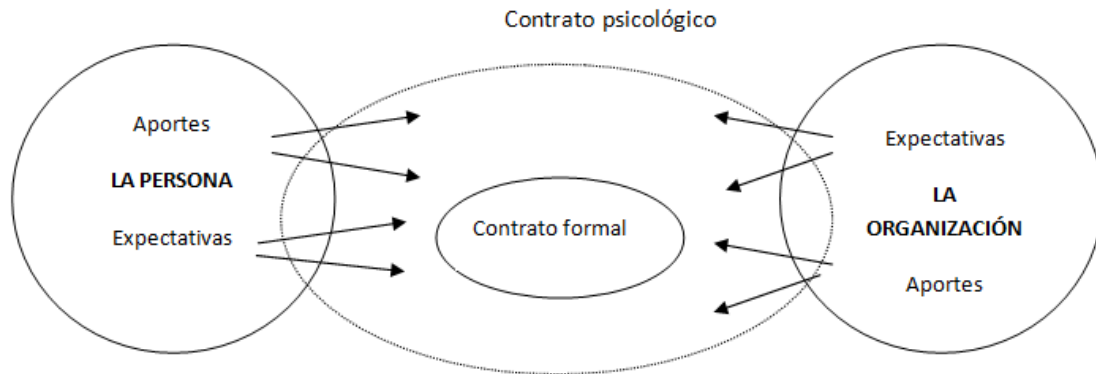 Contrato psicológico
Aportes
LA PERSONA
Expectativas
Contrato formal
Expectativas
LA
ORGANIZACIÓN
Aportes